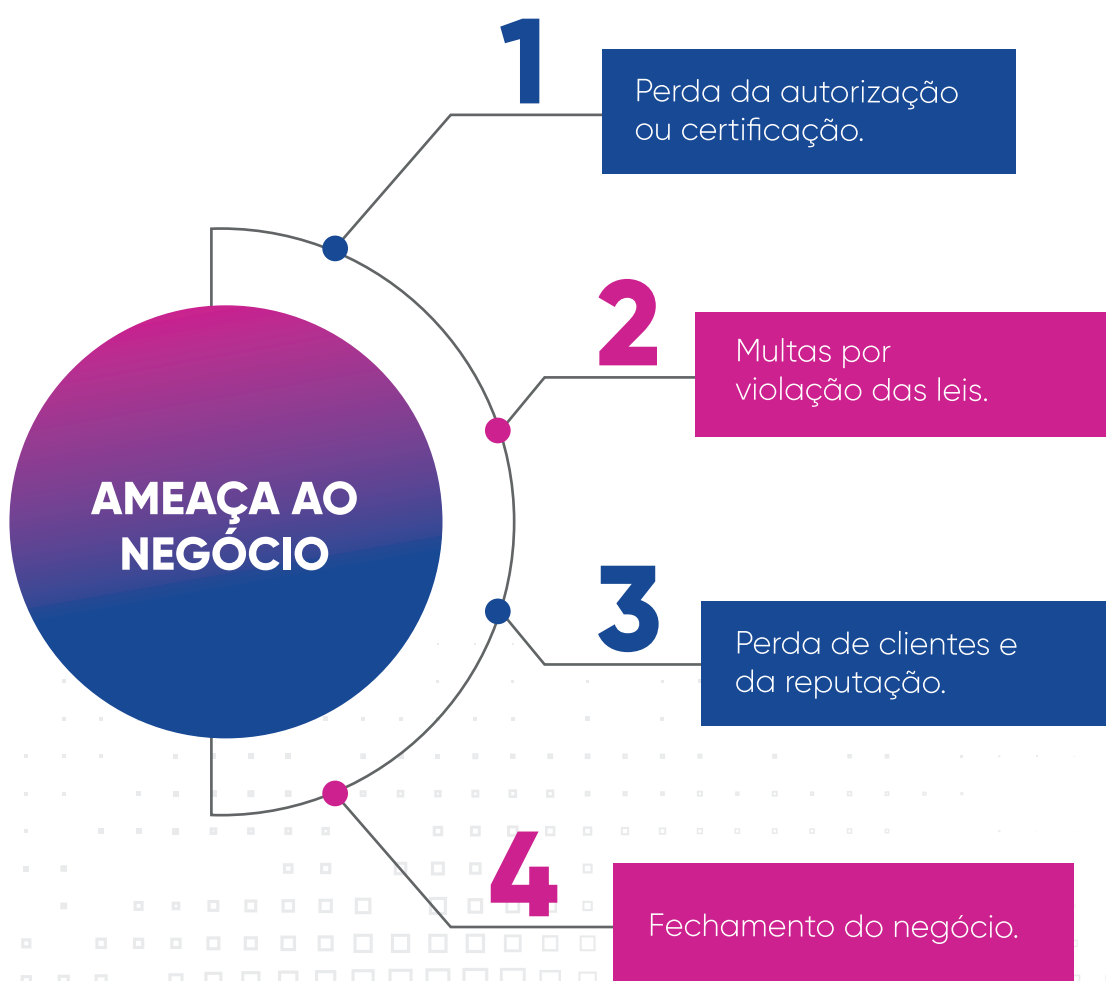 1
Perda da autorização
ou certificação.
2
Multas por
violação das leis.
AMEAÇA AO
NEGÓCIO
3
Perda de clientes e
da reputação.
4
Fechamento do negócio.